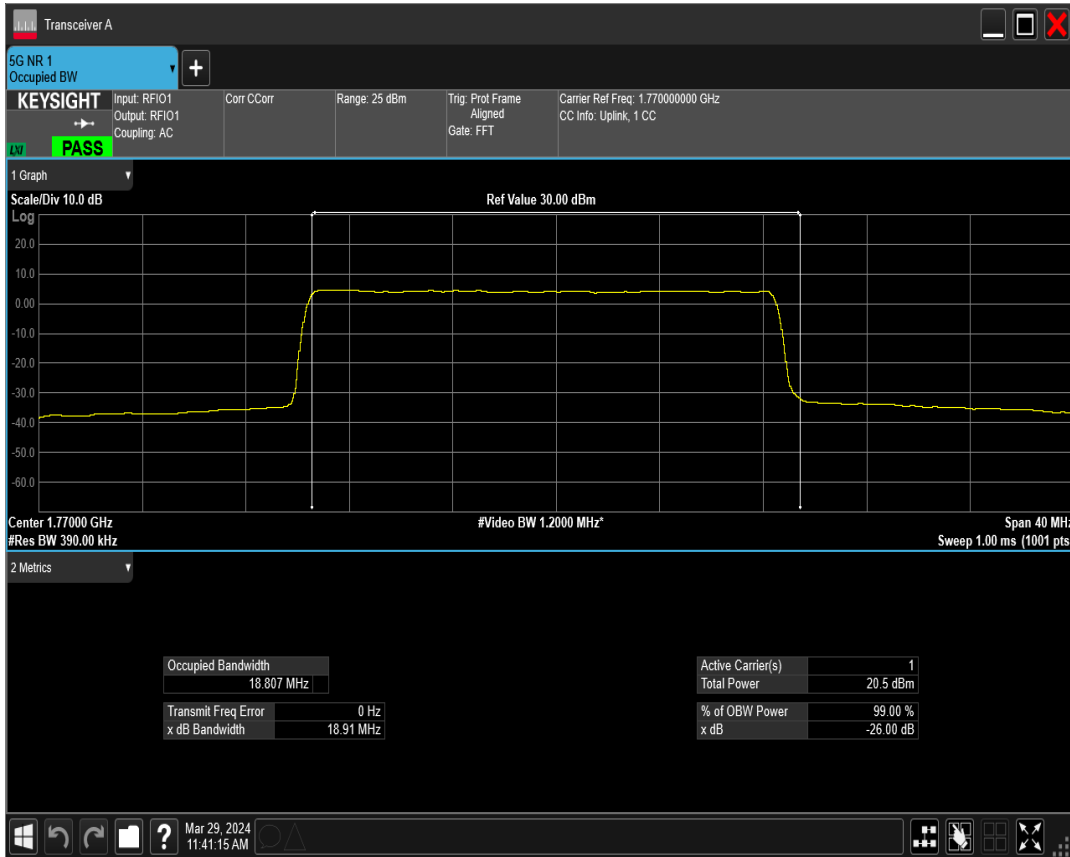 Transceiver A
5G NR 1
Occupied BW
KEYSIGHT
LXI
PASS
Input: RFIO1
Output: RFIO1
Coupling: AC
Corr CCorr
Range: 25 dBm
Trig: Prot Frame
Aligned
Gate: FFT
Carrier Ref Freq: 1.770000000 GHz
CC Info: Uplink, 1 CC
1 Graph
Scale/Div 10.0 dB
Ref Value 30.00 dBm
Log
20.0
10.0
0.00
-10.0
-20.0
-30.0
-40.0
-50.0
-60.0
Center 1.77000 GHz
#Video BW 1.2000 MHz*
Span 40 MHz
#Res BW 390.00 kHz
Sweep 1.00 ms (1001 pts
2 Metrics
Occupied Bandwidth
18.807 MHz
Transmit Freq Error 0 Hz
x dB Bandwidth 18.91 MHz
Active Carrier(s) 1
Total Power 20.5 dBm
% of OBW Power 99.00 %
x dB -26.00 dB
?
Mar 29, 2024
11:41:15 AM